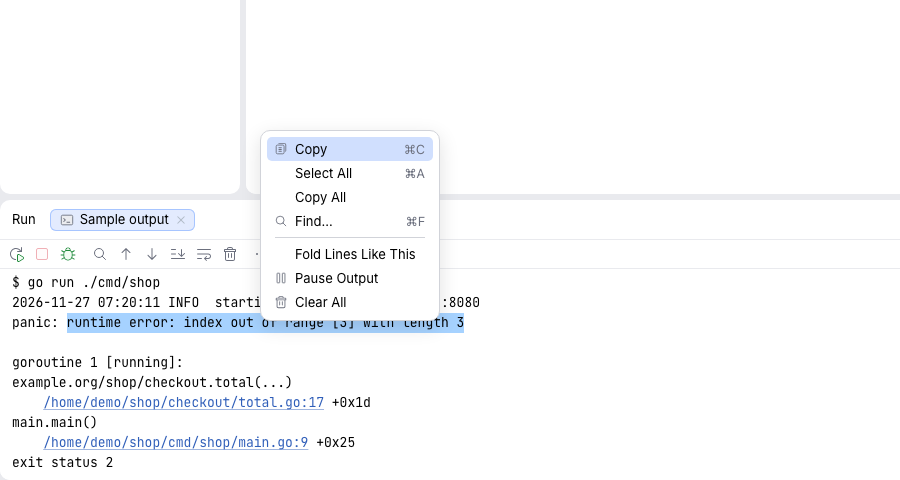 Copy ⌘C
Select All ⌘A
Copy All
Find... ⌘F
Fold Lines Like This
Pause Output
Clear All
Run Sample output
$ go run ./cmd/shop
2026-11-27 07:20:11 INFO starti :8080
panic: runtime error: index out of range [3] with length 3
goroutine 1 [running]:
example.org/shop/checkout.total(...)
/home/demo/shop/checkout/total.go:17 +0x1d
main.main()
/home/demo/shop/cmd/shop/main.go:9 +0x25
exit status 2